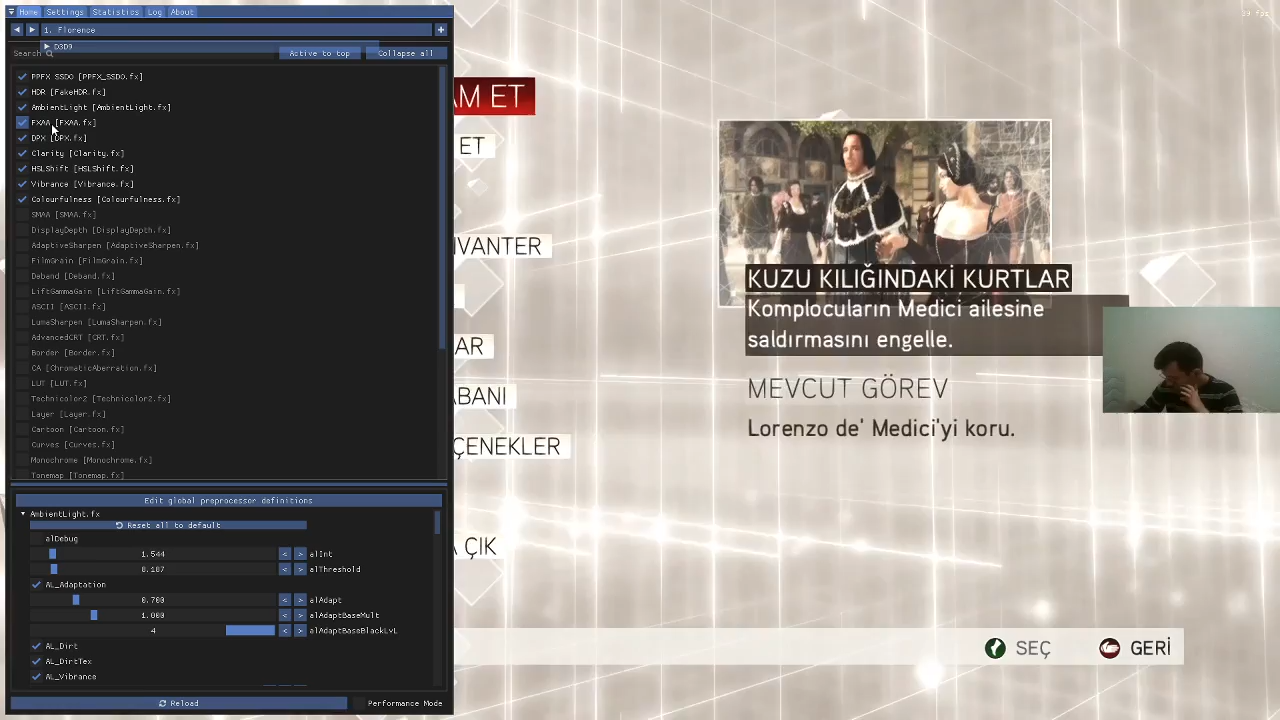 Home Settings Statistics Log About
39 fps
1. Florence
D3D9
Search
Active to top
Collapse all
PPFX SSDO [PPFX_SSDO.fx]
HDR [FakeHDR.fx]
AmbientLight [AmbientLight.fx]
FXAA [FXAA.fx]
DPX [DPX.fx]
Clarity [Clarity.fx]
HSLShift [HSLShift.fx]
Vibrance [Vibrance.fx]
Colourfulness [Colourfulness.fx]
SMAA [SMAA.fx]
DisplayDepth [DisplayDepth.fx]
AdaptiveSharpen [AdaptiveSharpen.fx]
FilmGrain [FilmGrain.fx]
Deband [Deband.fx]
LiftGammaGain [LiftGammaGain.fx]
ASCII [ASCII.fx]
LumaSharpen [LumaSharpen.fx]
AdvancedCRT [CRT.fx]
Border [Border.fx]
CA [ChromaticAberration.fx]
LUT [LUT.fx]
Technicolor2 [Technicolor2.fx]
Layer [Layer.fx]
Cartoon [Cartoon.fx]
Curves [Curves.fx]
Monochrome [Monochrome.fx]
Tonemap [Tonemap.fx]
Edit global preprocessor definitions
AmbientLight.fx
Reset all to default
alDebug
1.544 < > alInt
0.187 < > alThreshold
AL_Adaptation
0.700 < > alAdapt
1.000 < > alAdaptBaseMult
4 < > alAdaptBaseBlackLvL
AL_Dirt
AL_DirtTex
AL_Vibrance
Reload
Performance Mode
AM ET
ET
NVANTER
AR
ABANI
ÇENEKLER
A ÇIK
KUZU KILIĞINDAKİ KURTLAR
Komplocuların Medici ailesine
saldırmasını engelle.
MEVCUT GÖREV
Lorenzo de' Medici'yi koru.
SEÇ
GERİ